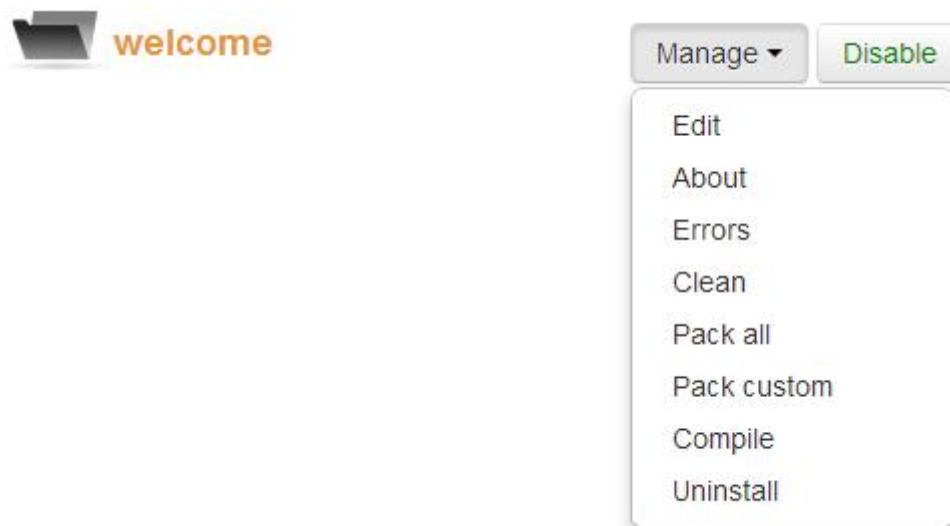 welcome
Manage
Disable
Edit
About
Errors
Clean
Pack all
Pack custom
Compile
Uninstall